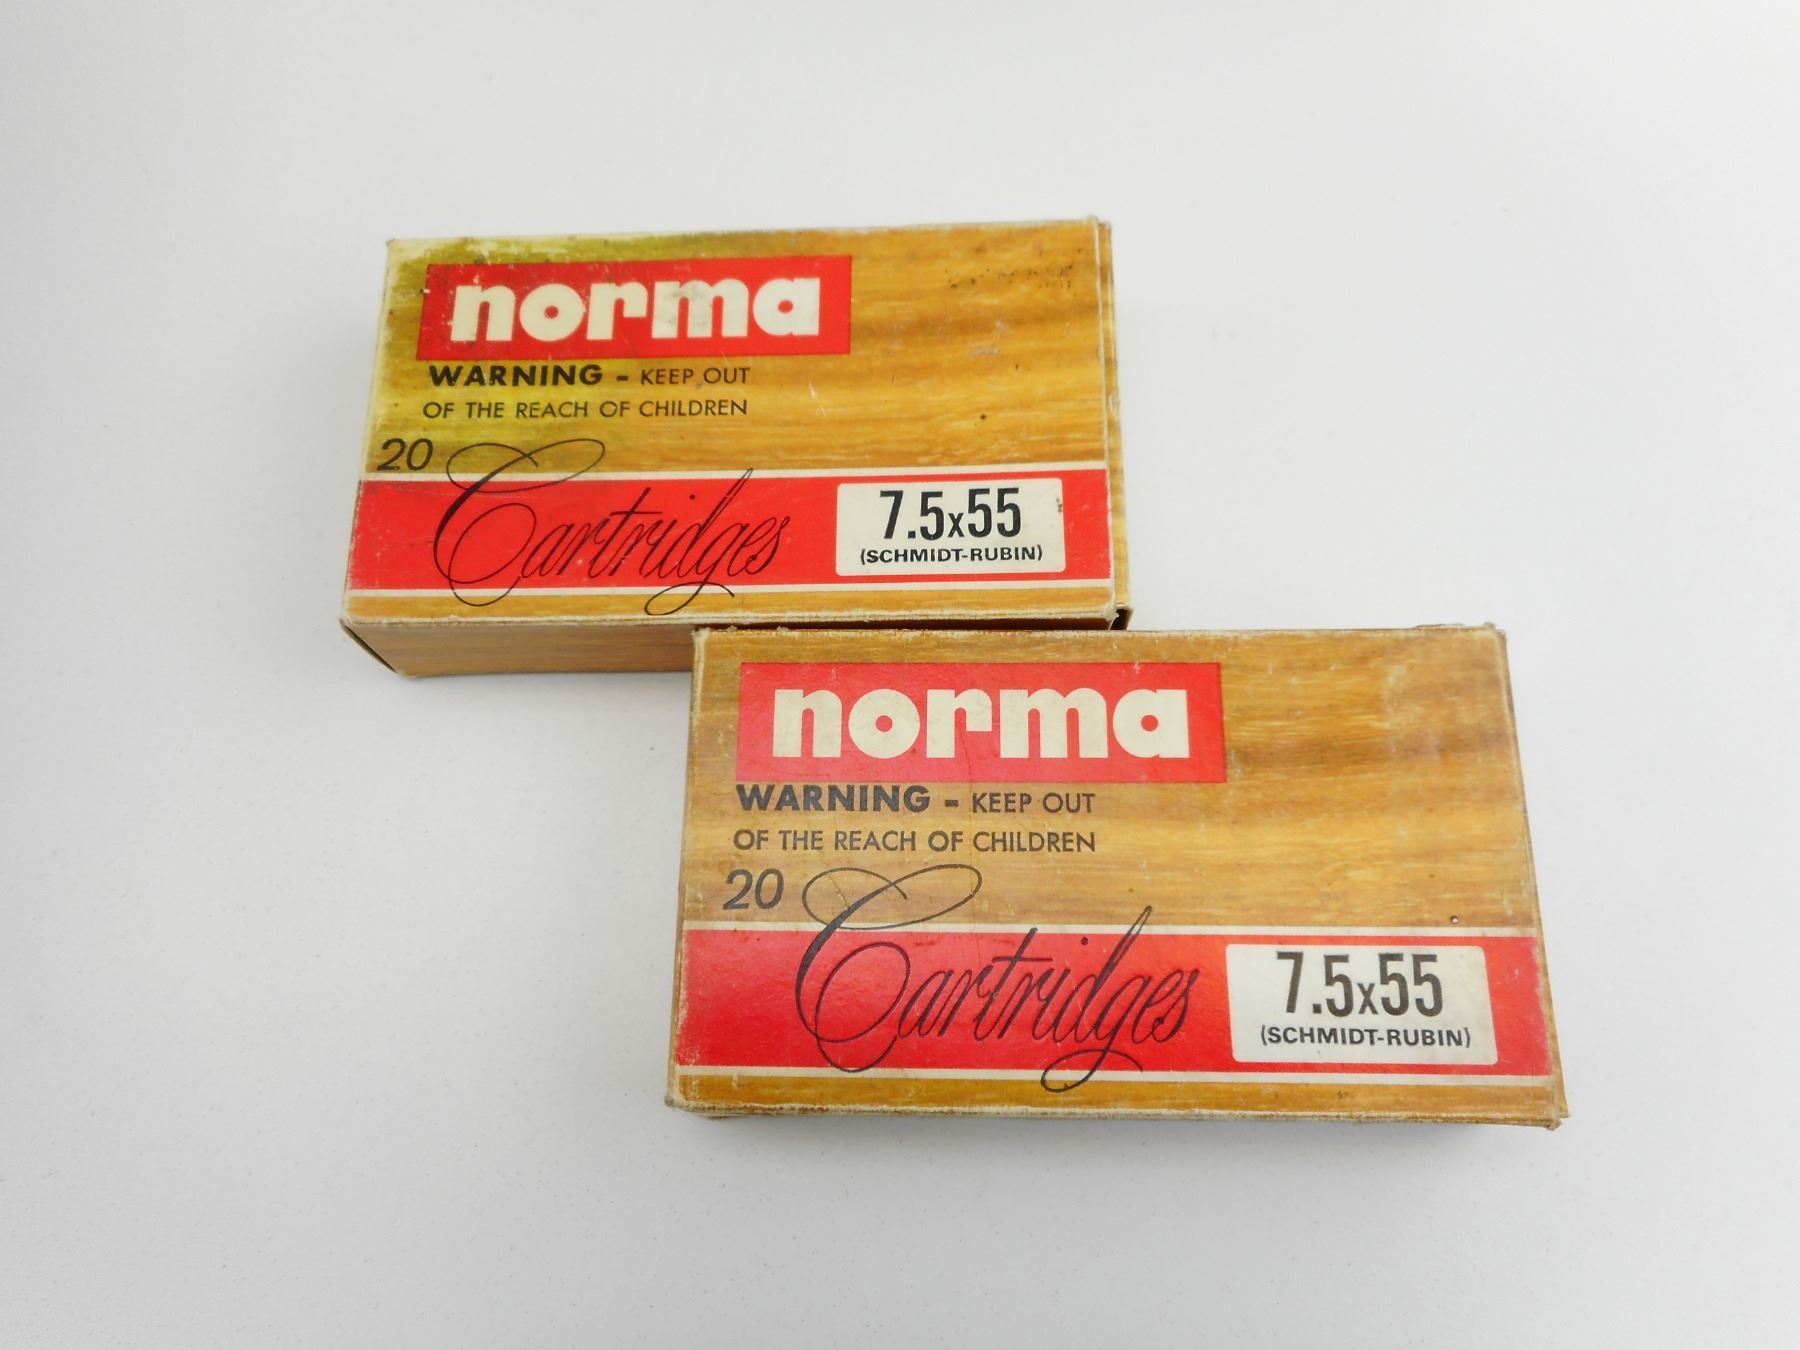 norma
WARNING - KEEP OUT
OF THE REACH OF CHILDREN
20 Cartridges
7.5x55
(SCHMIDT-RUBIN)
norma
WARNING - KEEP OUT
OF THE REACH OF CHILDREN
20 Cartridges
7.5x55
(SCHMIDT-RUBIN)